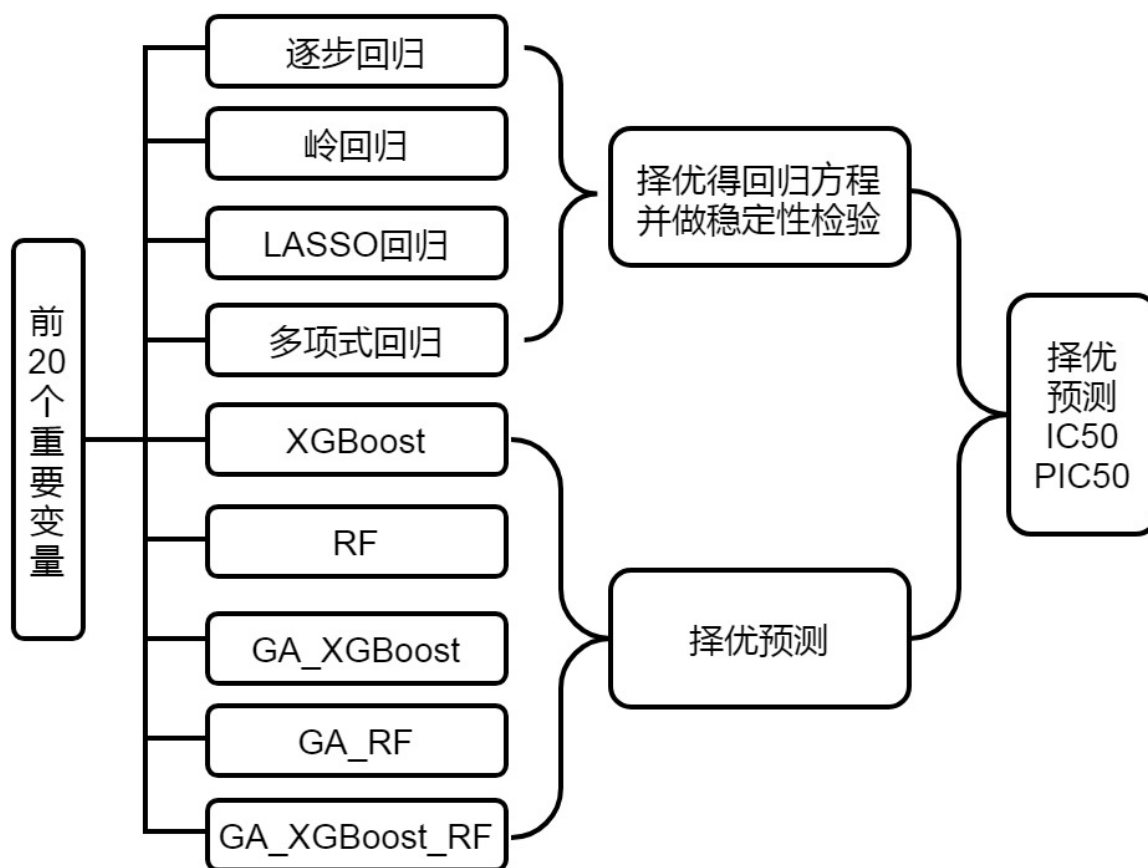 前
20
个
重
要
变
量
逐步回归
岭回归
LASSO回归
多项式回归
XGBoost
RF
GA_XGBoost
GA_RF
GA_XGBoost_RF
择优得回归方程
并做稳定性检验
择优预测
择优
预测
IC50
PIC50